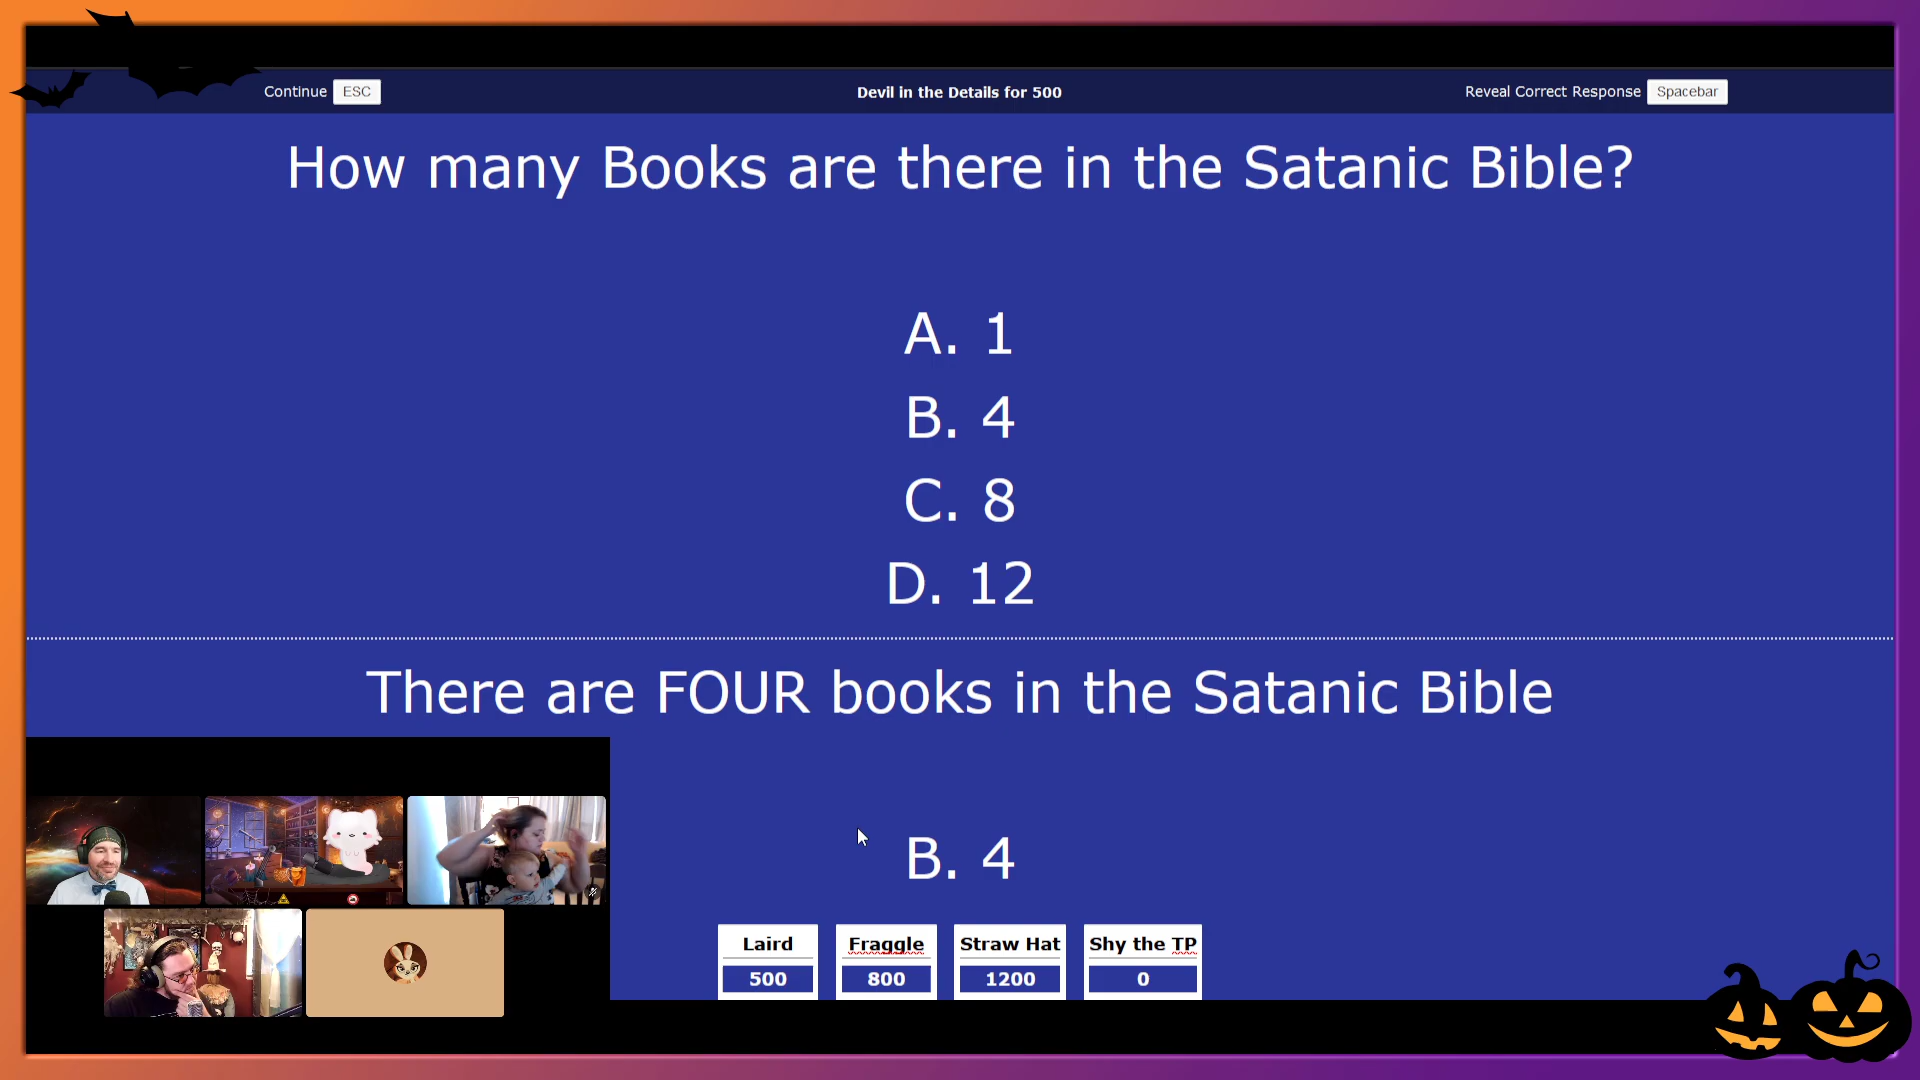 Continue ESC
Devil in the Details for 500
Reveal Correct Response Spacebar
How many Books are there in the Satanic Bible?
A. 1
B. 4
C. 8
D. 12
There are FOUR books in the Satanic Bible
B. 4
Laird
500
Fraggle
800
Straw Hat
1200
Shy the TP
0